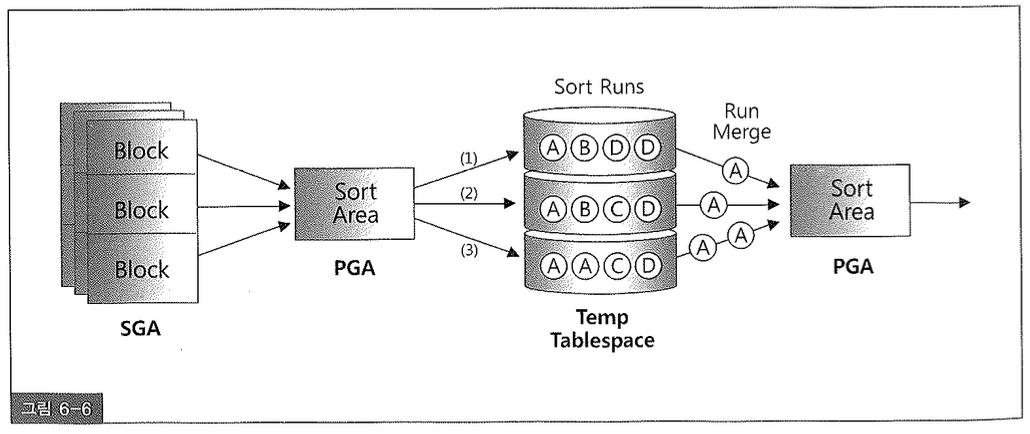 Sort Runs
Run
Merge
Block
Block
Block
SGA
Sort
Area
PGA
(1)
(2)
(3)
A B D D
A B C D
A A C D
Temp
Tablespace
A
A
A A
Sort
Area
PGA
그림 6-6